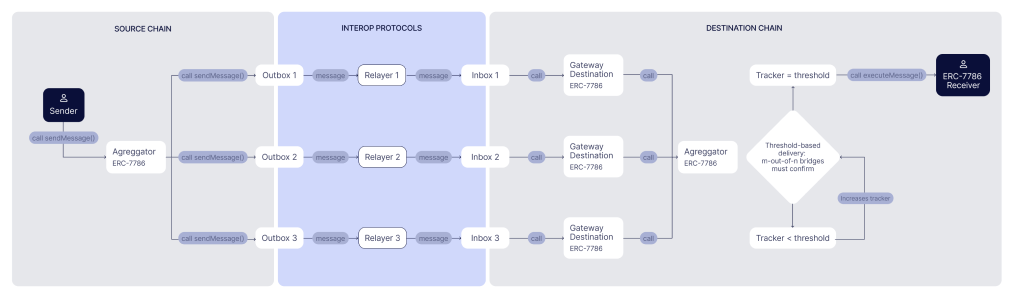 SOURCE CHAIN
INTEROP PROTOCOLS
DESTINATION CHAIN
Sender
call sendMessage()
Agreggator
ERC-7786
call sendMessage()
Outbox 1
message
Relayer 1
message
Inbox 1
call
Gateway
Destination
ERC-7786
call
call sendMessage()
Outbox 2
message
Relayer 2
message
Inbox 2
call
Gateway
Destination
ERC-7786
call
call sendMessage()
Outbox 3
message
Relayer 3
message
Inbox 3
call
Gateway
Destination
ERC-7786
call
Agreggator
ERC-7786
Tracker = threshold
call executeMessage()
ERC-7786
Receiver
Threshold-based
delivery:
m-out-of-n bridges
must confirm
Increases tracker
Tracker < threshold